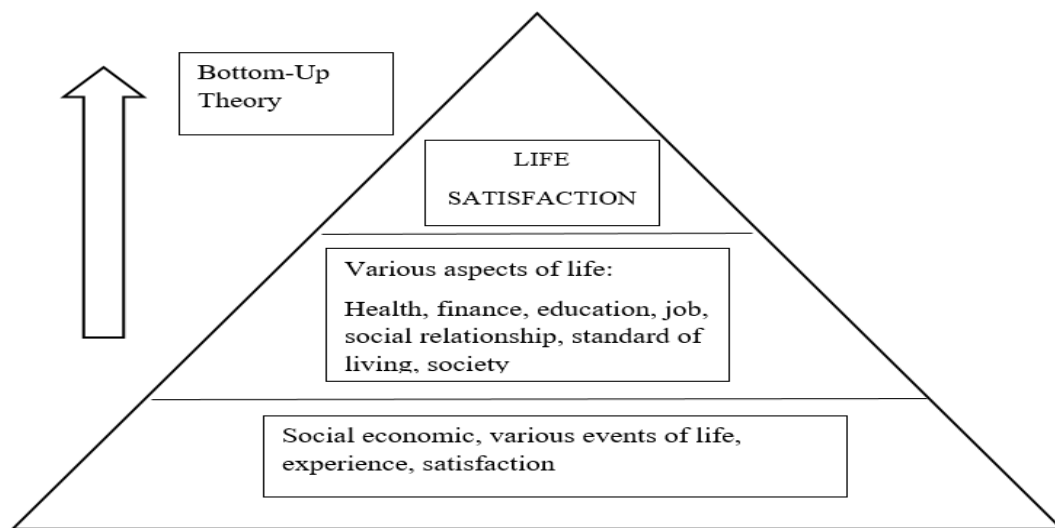 Bottom-Up
Theory
LIFE
SATISFACTION
Various aspects of life:
Health, finance, education, job,
social relationship, standard of
living, society
Social economic, various events of life,
experience, satisfaction